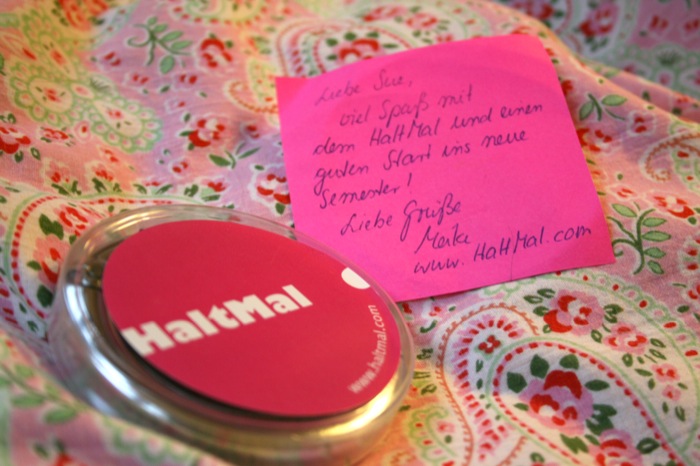 Liebe Sue,
viel Spaß mit
dem HaltMal und einen
guten Start ins neue
Semester!
Liebe Grüße
Meike
www.HaltMal.com
HaltMal
www.haltmal.com